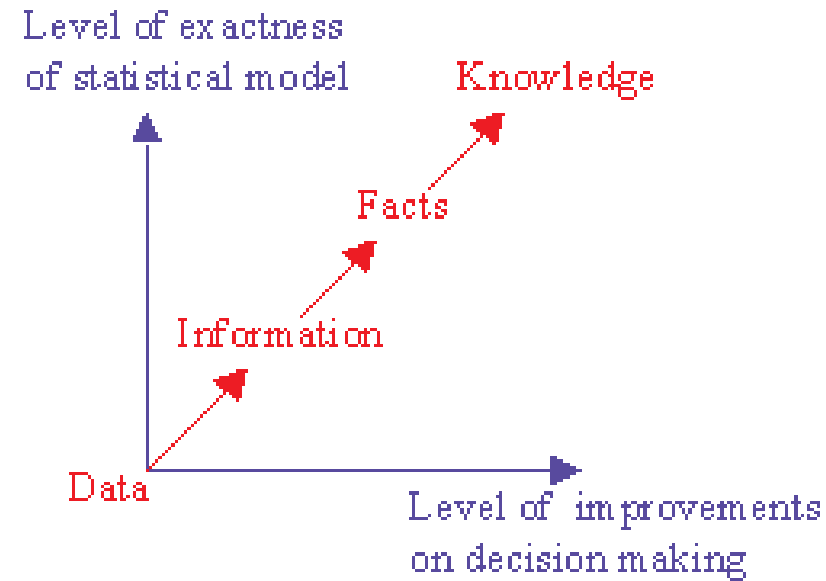 Level of exactness
of statistical model
Knowledge
Facts
Information
Data
Level of improvements
on decision making